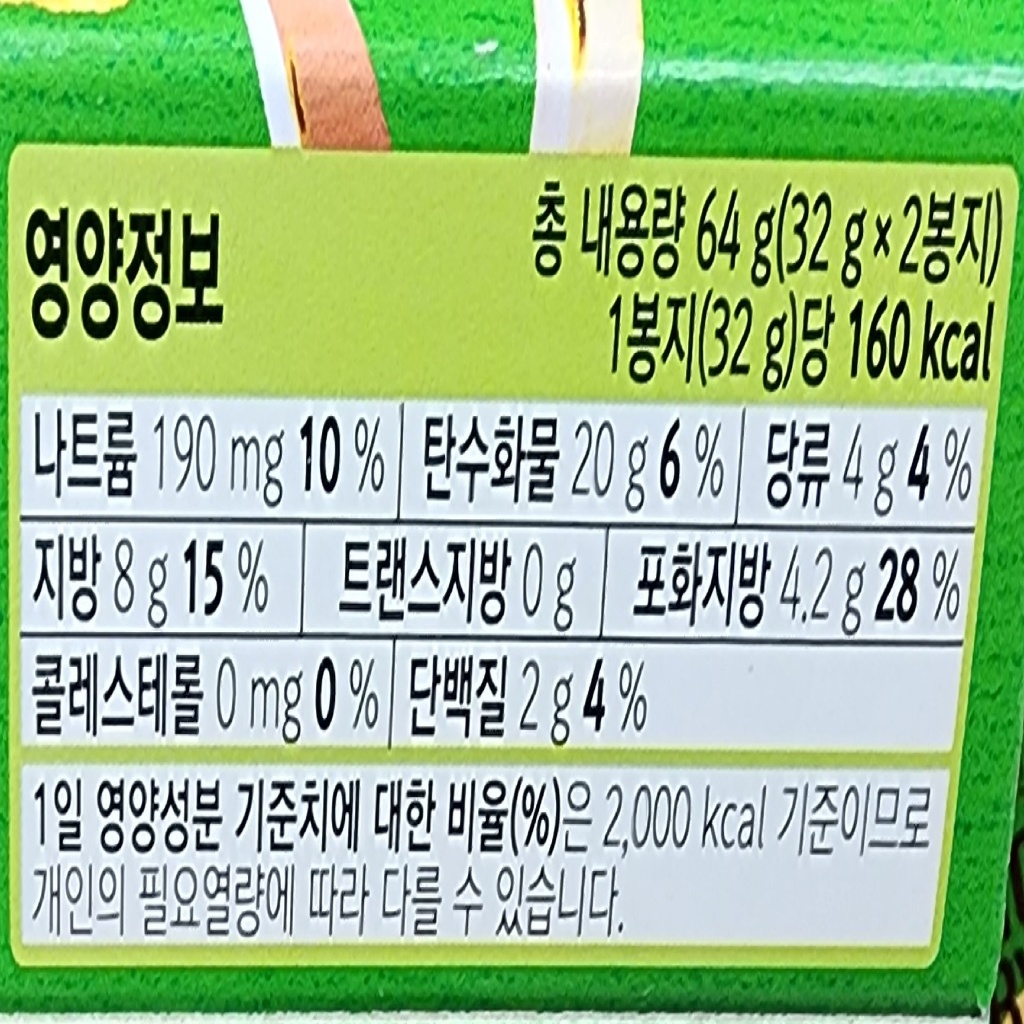 영양정보
총 내용량 64 g(32 g × 2봉지)
1봉지(32 g)당 160 kcal
나트륨 190 mg 10 % 탄수화물 20 g 6 % 당류 4 g 4 %
지방 8 g 15 % 트랜스지방 0 g 포화지방 4.2 g 28 %
콜레스테롤 0 mg 0 % 단백질 2 g 4 %
1일 영양성분 기준치에 대한 비율(%)은 2,000 kcal 기준이므로
개인의 필요열량에 따라 다를 수 있습니다.